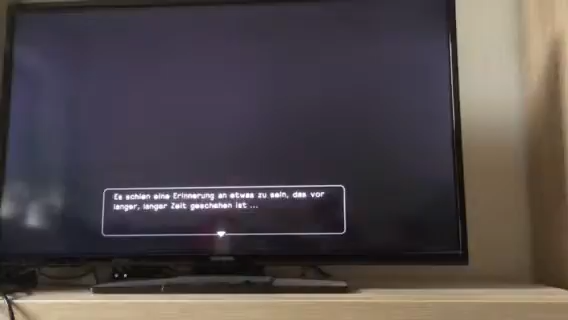 Es schien eine Erinnerung an etwas zu sein, das vor
langer, langer Zeit geschehen ist ...